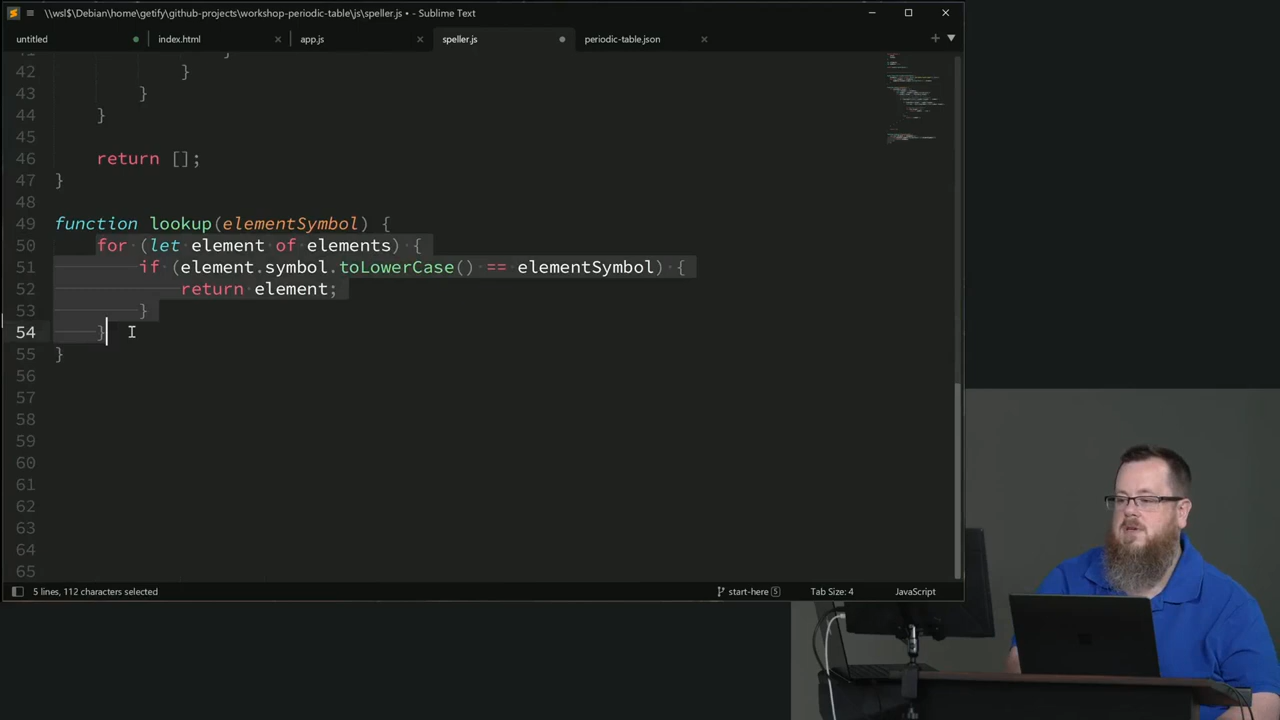 \\wsl$\Debian\home\getify\github-projects\workshop-periodic-table\js\speller.js • - Sublime Text
untitled
index.html
app.js
speller.js
periodic-table.json
41 }
42 }
43 }
44 }
45
46 return [];
47 }
48
49 function lookup(elementSymbol) {
50 for (let element of elements) {
51 if (element.symbol.toLowerCase() == elementSymbol) {
52 return element;
53 }
54 }
55 }
56
57
58
59
60
61
62
63
64
65
5 lines, 112 characters selected
start-here 5
Tab Size: 4
JavaScript